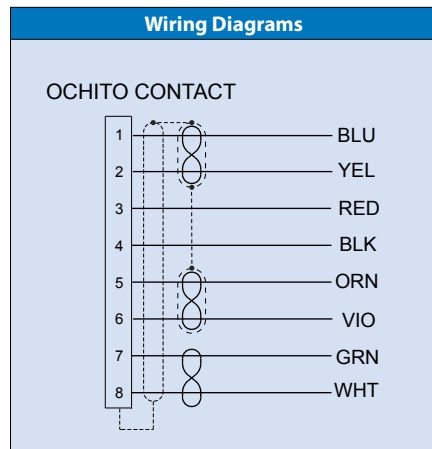 Wiring Diagrams
OCHITO CONTACT
1 BLU
2 YEL
3 RED
4 BLK
5 ORN
6 VIO
7 GRN
8 WHT